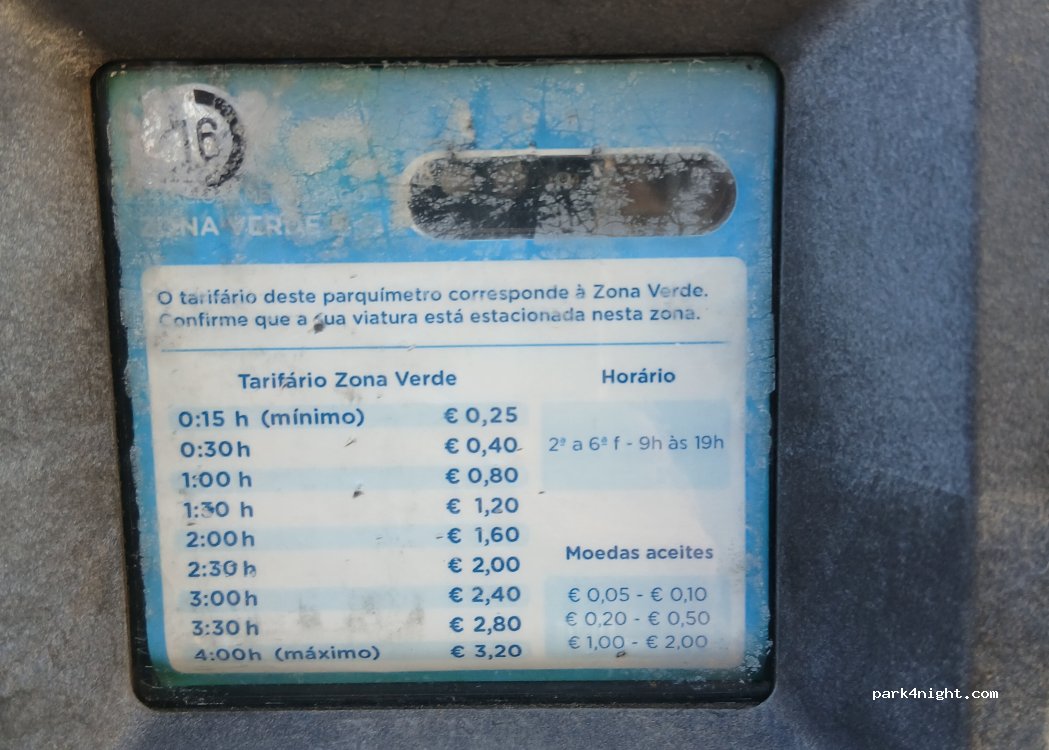 16
ZONA VERDE
O tarifário deste parquímetro corresponde à Zona Verde.
Confirme que a sua viatura está estacionada nesta zona.
Tarifário Zona Verde
0:15 h (mínimo) € 0,25
0:30 h € 0,40
1:00 h € 0,80
1:30 h € 1,20
2:00 h € 1,60
2:30 h € 2,00
3:00 h € 2,40
3:30 h € 2,80
4:00h (máximo) € 3,20
Horário
2ª a 6ª f - 9h às 19h
Moedas aceites
€ 0,05 - € 0,10
€ 0,20 - € 0,50
€ 1,00 - € 2,00
park4night.com